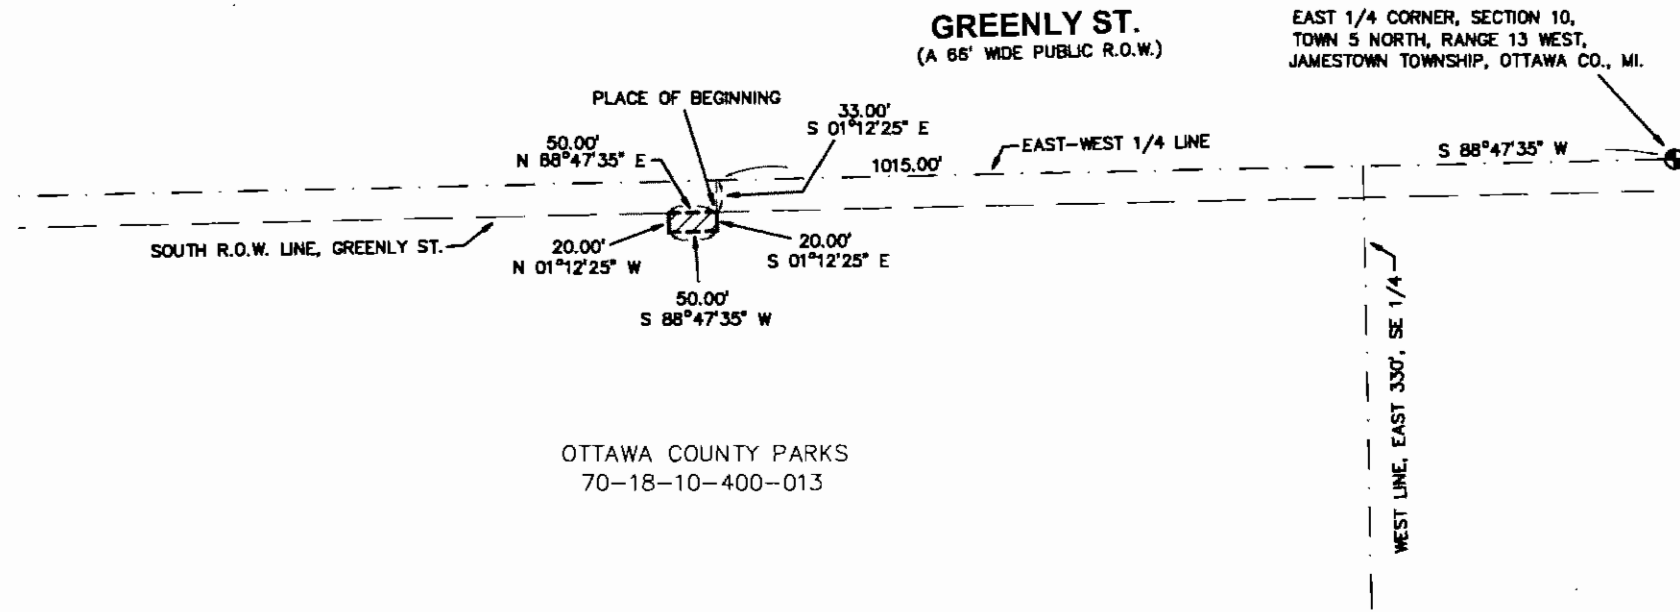 GREENLY ST.
(A 66' WIDE PUBLIC R.O.W.)
EAST 1/4 CORNER, SECTION 10,
TOWN 5 NORTH, RANGE 13 WEST,
JAMESTOWN TOWNSHIP, OTTAWA CO., MI.
PLACE OF BEGINNING
33.00'
S 01°12'25" E
50.00'
N 88°47'35" E
EAST-WEST 1/4 LINE
1015.00'
S 88°47'35" W
SOUTH R.O.W. LINE, GREENLY ST.
20.00'
N 01°12'25" W
20.00'
S 01°12'25" E
50.00'
S 88°47'35" W
WEST LINE, EAST 330', SE 1/4
OTTAWA COUNTY PARKS
70-18-10-400-013